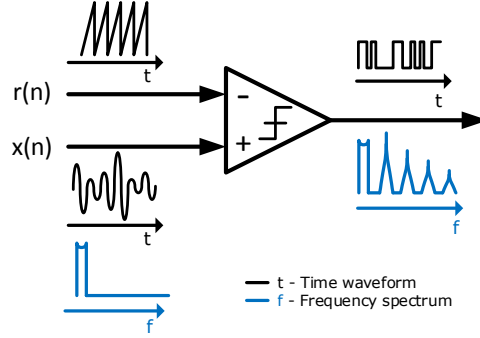 t
r(n)
-
t
x(n)
+
t
f
f
t - Time waveform
f - Frequency spectrum